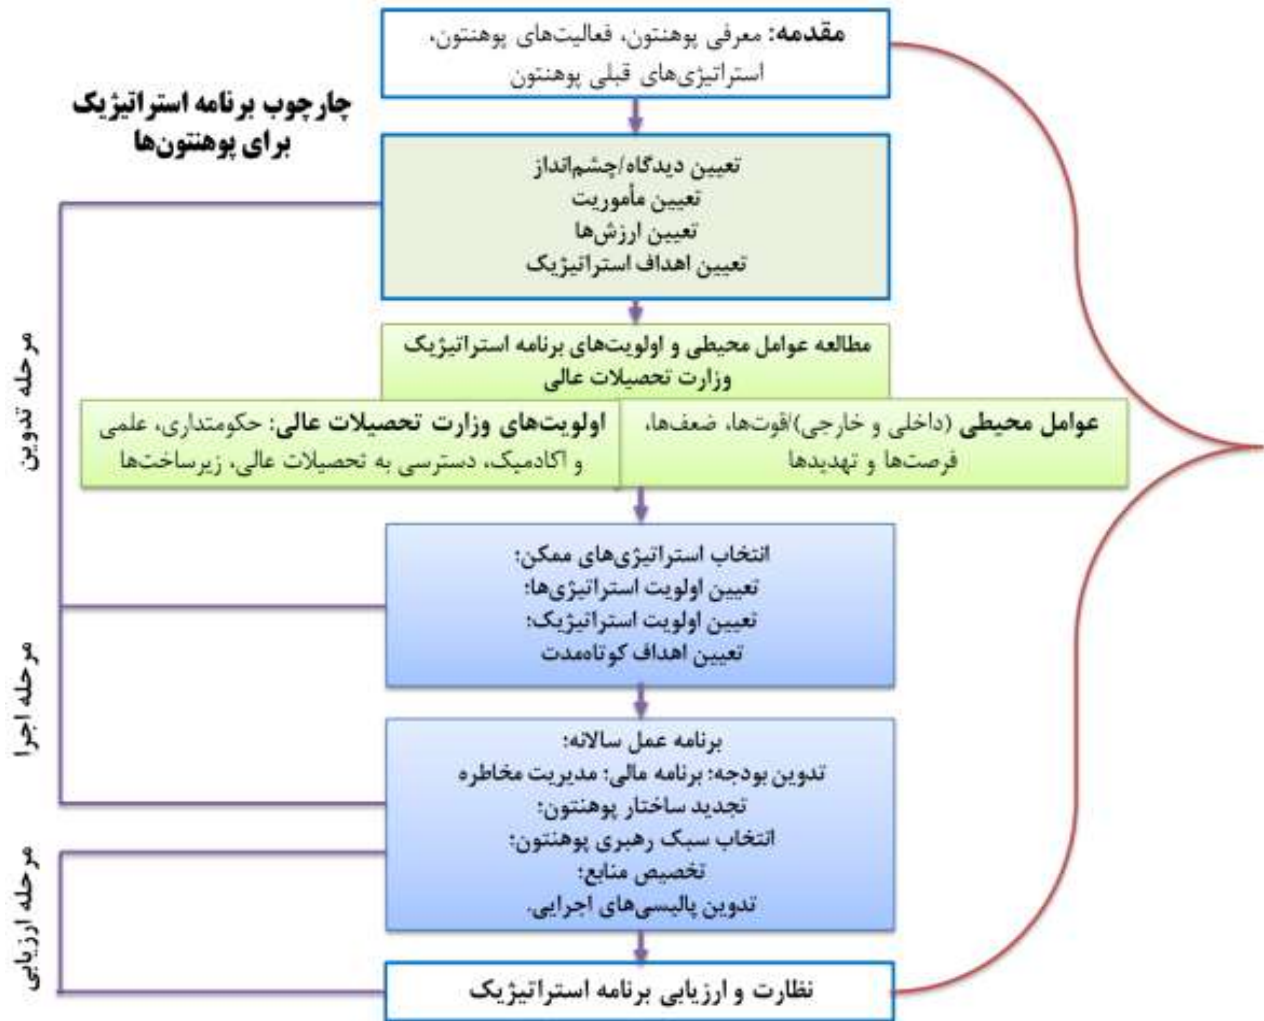 مقدمه: معرفی پوهنتون، فعالیت‌های پوهنتون،
استراتیژی‌های قبلی پوهنتون
چارچوب برنامه استراتیژیک
برای پوهنتون‌ها
تعیین دیدگاه/چشم‌انداز
تعیین مأموریت
تعیین ارزش‌ها
تعیین اهداف استراتیژیک
مطالعه عوامل محیطی و اولویت‌های برنامه استراتیژیک
وزارت تحصیلات عالی
عوامل محیطی (داخلی و خارجی)/قوت‌ها، ضعف‌ها،
فرصت‌ها و تهدیدها
اولویت‌های وزارت تحصیلات عالی: حکومتداری، علمی
و اکادمیک، دسترسی به تحصیلات عالی، زیرساخت‌ها
مرحله تدوین
انتخاب استراتیژی‌های ممکن؛
تعیین اولویت استراتیژی‌ها؛
تعیین اولویت استراتیژیک؛
تعیین اهداف کوتاه‌مدت
مرحله اجرا
برنامه عمل سالانه؛
تدوین بودجه؛ برنامه مالی؛ مدیریت مخاطره
تجدید ساختار پوهنتون؛
انتخاب سبک رهبری پوهنتون؛
تخصیص منابع؛
تدوین پالیسی‌های اجرایی.
مرحله ارزیابی
نظارت و ارزیابی برنامه استراتیژیک